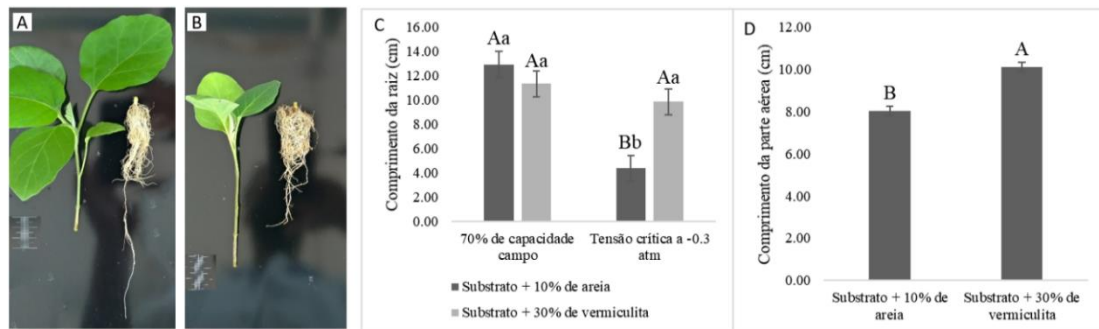 A
B
C
Comprimento da raiz (cm)
16.00
14.00
12.00
10.00
8.00
6.00
4.00
2.00
0.00
Aa
Aa
Bb
Aa
70% de capacidade
campo
Tensão crítica a -0.3
atm
Substrato + 10% de areia
Substrato + 30% de vermiculita
D
Comprimento da parte aérea (cm)
12.00
10.00
8.00
6.00
4.00
2.00
0.00
B
A
Substrato + 10% de
areia
Substrato + 30% de
vermiculita